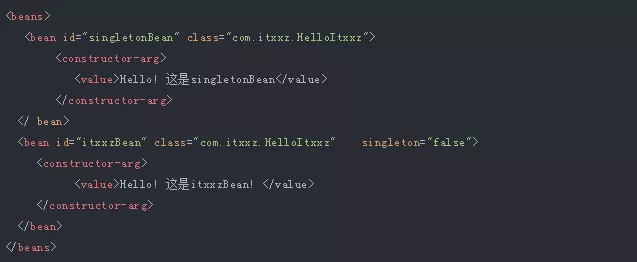 <beans>
<bean id="singletonBean" class="com.itxxz.HelloItxxz">
<constructor-arg>
<value>Hello! 这是singletonBean</value>
</constructor-arg>
</ bean>
<bean id="itxxzBean" class="com.itxxz.HelloItxxz" singleton="false">
<constructor-arg>
<value>Hello! 这是itxxzBean! </value>
</constructor-arg>
</bean>
</beans>